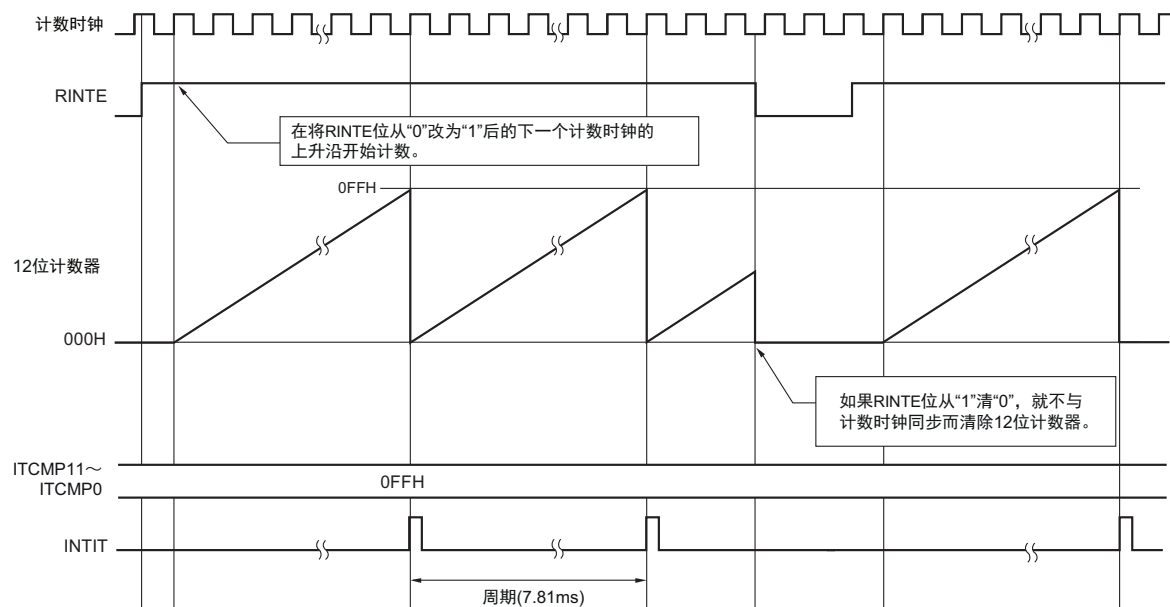 计数时钟
RINTE
在将RINTE位从“0”改为“1”后的下一个计数时钟的
上升沿开始计数。
0FFH
12位计数器
000H
如果RINTE位从“1”清“0”，就不与
计数时钟同步而清除12位计数器。
ITCMP11～
ITCMP0
0FFH
INTIT
周期(7.81ms)